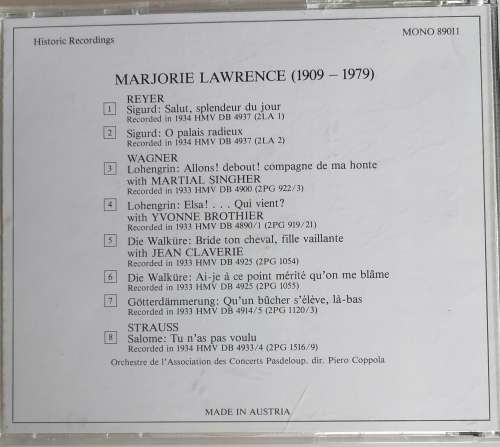 Historic Recordings
MONO 89011
MARJORIE LAWRENCE (1909 – 1979)
REYER
1 Sigurd: Salut, splendeur du jour
Recorded in 1934 HMV DB 4937 (2LA 1)
2 Sigurd: O palais radieux
Recorded in 1934 HMV DB 4937 (2LA 2)
WAGNER
3 Lohengrin: Allons! debout! compagne de ma honte
with MARTIAL SINGHER
Recorded in 1933 HMV DB 4900 (2PG 922/3)
4 Lohengrin: Elsa! . . . Qui vient?
with YVONNE BROTHIER
Recorded in 1933 HMV DB 4890/1 (2PG 919/21)
5 Die Walküre: Bride ton cheval, fille vaillante
with JEAN CLAVERIE
Recorded in 1933 HMV DB 4925 (2PG 1054)
6 Die Walküre: Ai-je à ce point mérité qu'on me blâme
Recorded in 1933 HMV DB 4925 (2PG 1055)
7 Götterdämmerung: Qu'un bûcher s'élève, là-bas
Recorded in 1933 HMV DB 4914/5 (2PG 1120/3)
STRAUSS
8 Salome: Tu n'as pas voulu
Recorded in 1934 HMV DB 4933/4 (2PG 1516/9)
Orchestre de l'Association des Concerts Pasdeloup. dir. Piero Coppola
MADE IN AUSTRIA